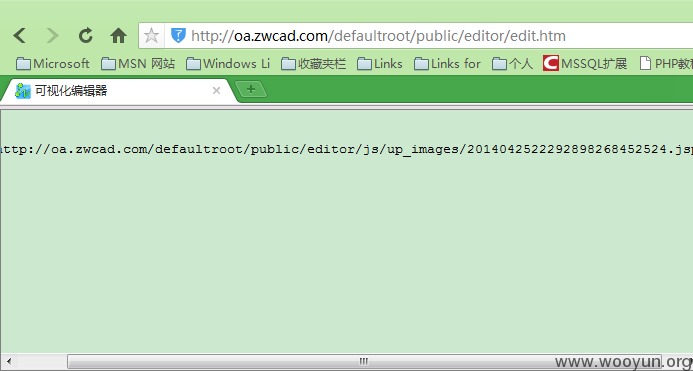 http://oa.zwcad.com/defaultroot/public/editor/edit.htm
Microsoft MSN 网站 Windows Li 收藏夹栏 Links Links for 个人 MSSQL扩展 PHP教程
可视化编辑器
http://oa.zwcad.com/defaultroot/public/editor/js/up_images/2014042522292898268452524.jsp
www.wooyun.org